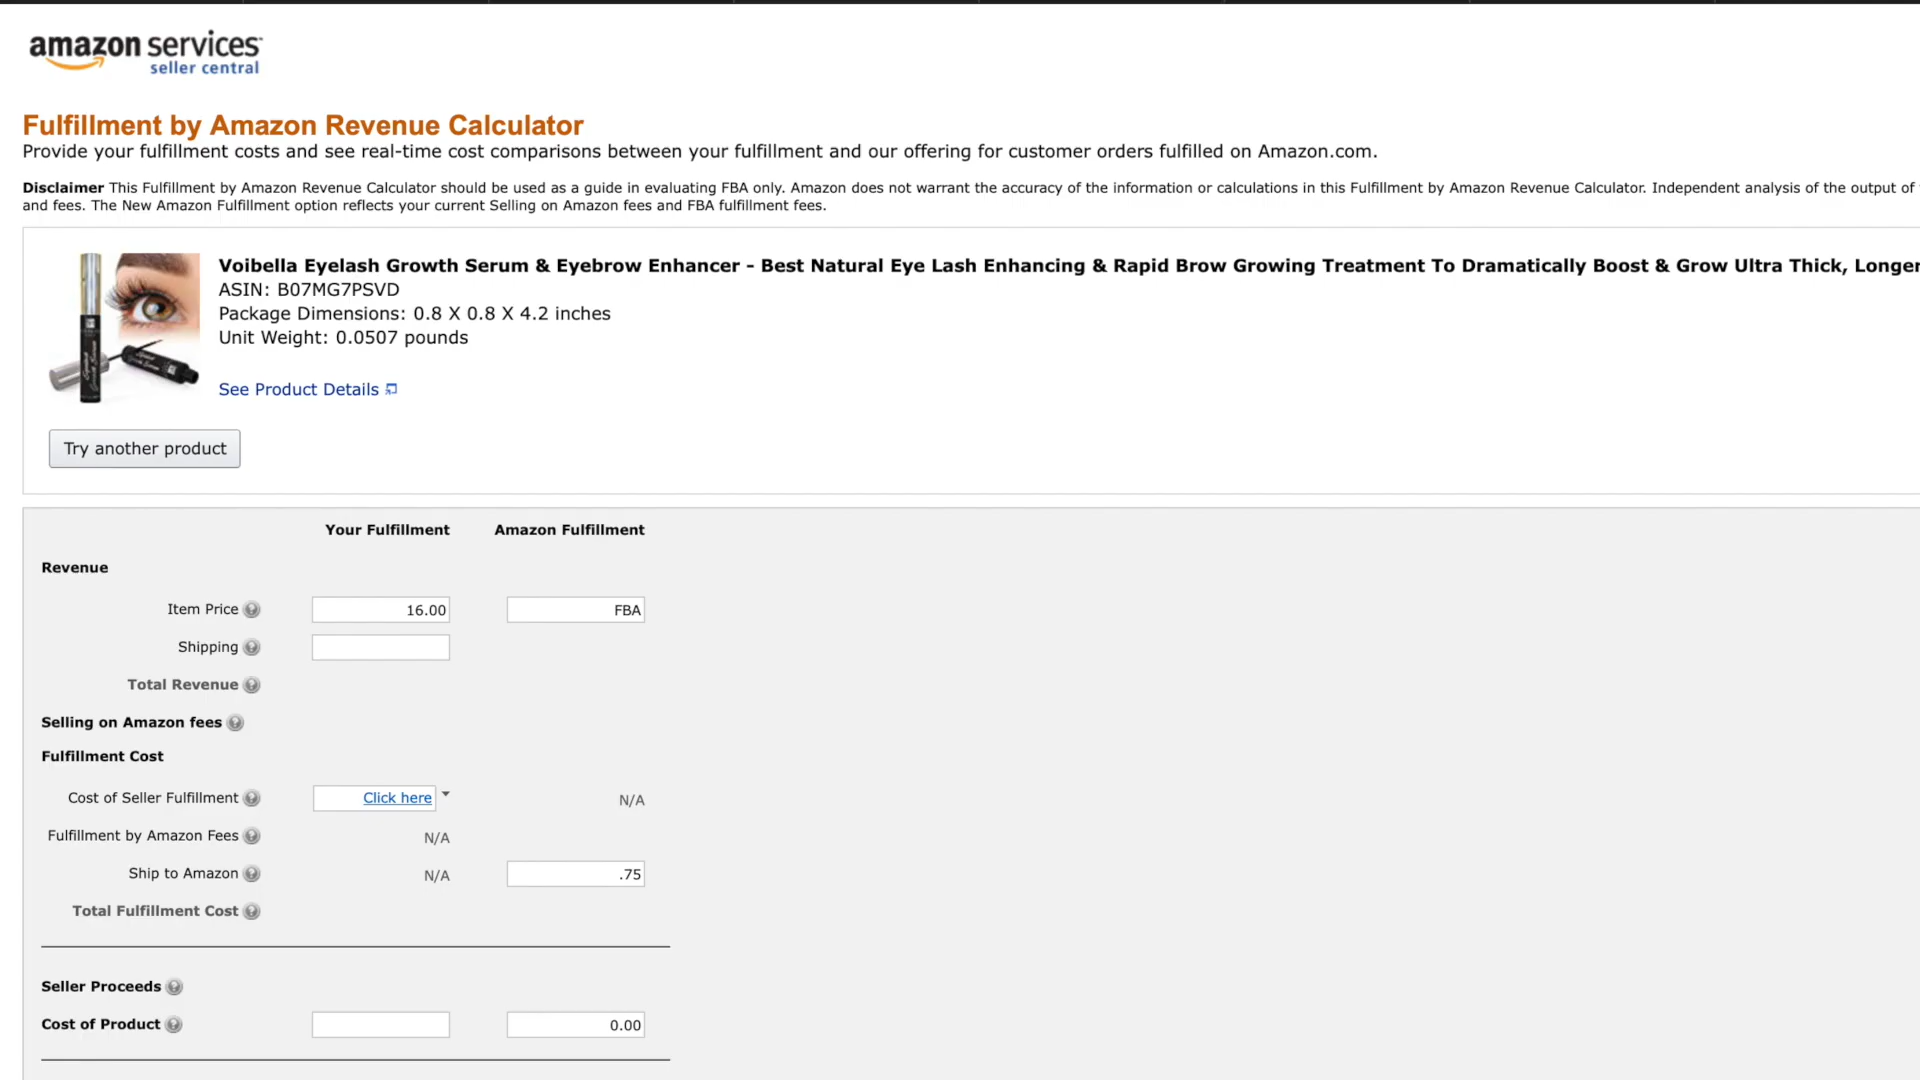 amazon services
seller central
Fulfillment by Amazon Revenue Calculator
Provide your fulfillment costs and see real-time cost comparisons between your fulfillment and our offering for customer orders fulfilled on Amazon.com.
Disclaimer This Fulfillment by Amazon Revenue Calculator should be used as a guide in evaluating FBA only. Amazon does not warrant the accuracy of the information or calculations in this Fulfillment by Amazon Revenue Calculator. Independent analysis of the output of
and fees. The New Amazon Fulfillment option reflects your current Selling on Amazon fees and FBA fulfillment fees.
Voibella Eyelash Growth Serum & Eyebrow Enhancer - Best Natural Eye Lash Enhancing & Rapid Brow Growing Treatment To Dramatically Boost & Grow Ultra Thick, Longer
ASIN: B07MG7PSVD
Package Dimensions: 0.8 X 0.8 X 4.2 inches
Unit Weight: 0.0507 pounds
See Product Details
Try another product
Your Fulfillment Amazon Fulfillment
Revenue
Item Price 16.00 FBA
Shipping
Total Revenue
Selling on Amazon fees
Fulfillment Cost
Cost of Seller Fulfillment Click here N/A
Fulfillment by Amazon Fees N/A
Ship to Amazon N/A .75
Total Fulfillment Cost
Seller Proceeds
Cost of Product 0.00